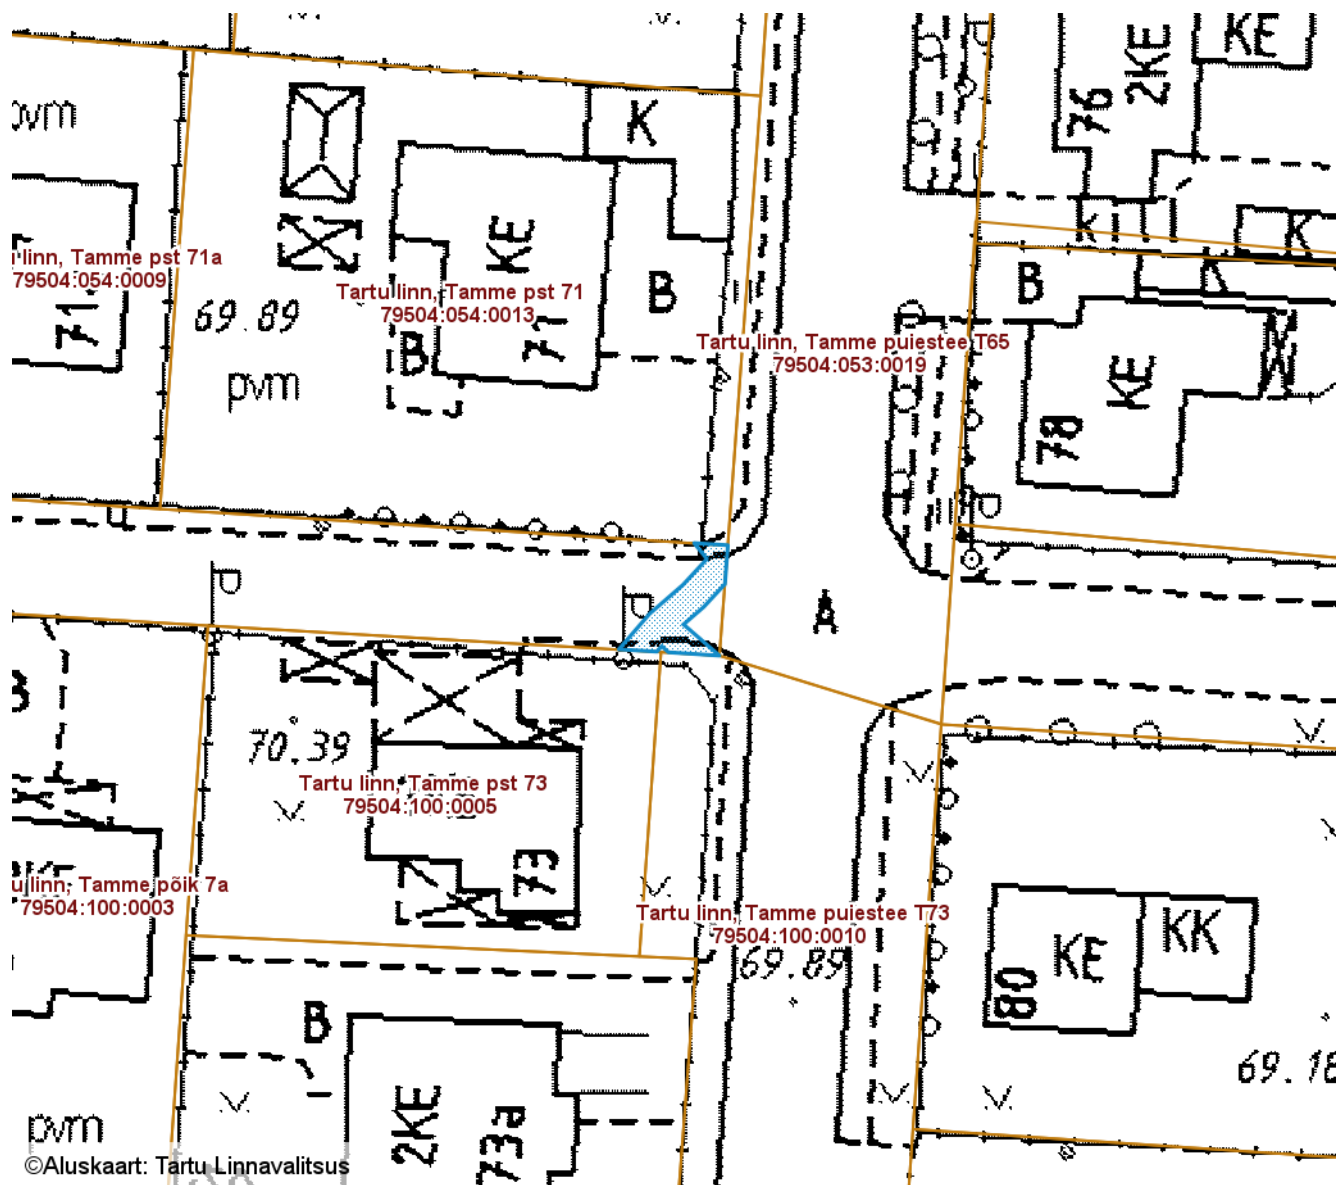 KE
2KE
76
pvm
K
KE
71
B
K
K
K
B
linn, Tamme pst 71a
79504:054:0009
71
69.89
Tartu linn, Tamme pst 71
79504:054:0013
B
pvm
Tartu linn, Tamme puiestee T65
79504:053:0019
KE
78
A
70.39
Tartu linn, Tamme pst 73
79504:100:0005
73
linn, Tamme põik 7a
79504:100:0003
Tartu linn, Tamme puiestee T73
79504:100:0010
69.89
KE
KK
80
B
69.18
2KE
73a
pvm
©Aluskaart: Tartu Linnavalitsus